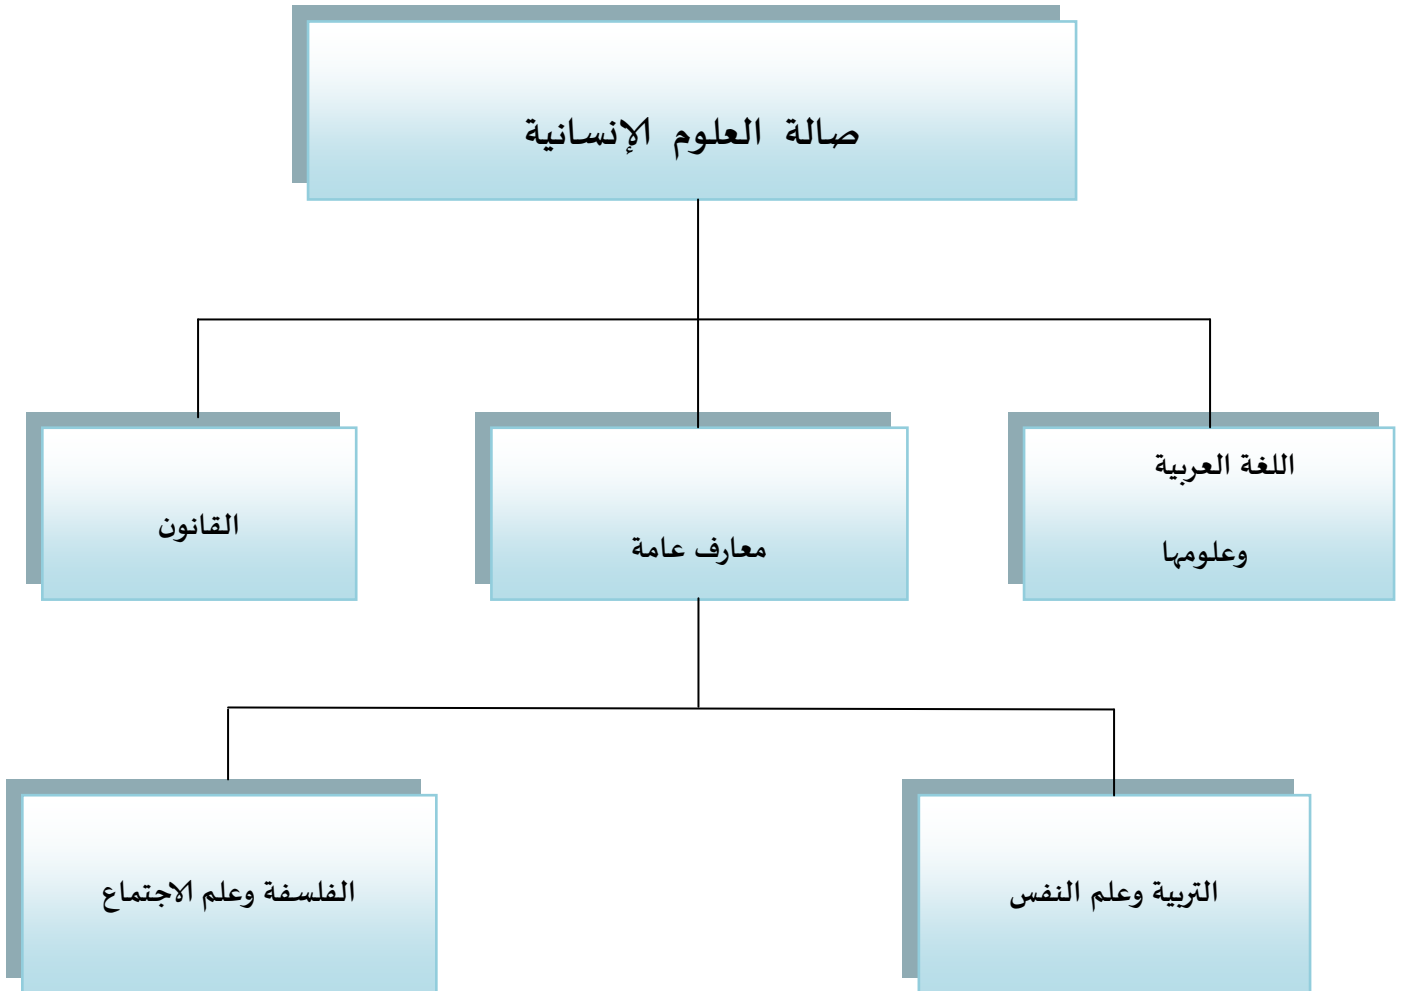 صالة العلوم الإنسانية
اللغة العربية
وعلومها
معارف عامة
القانون
التربية وعلم النفس
الفلسفة وعلم الاجتماع